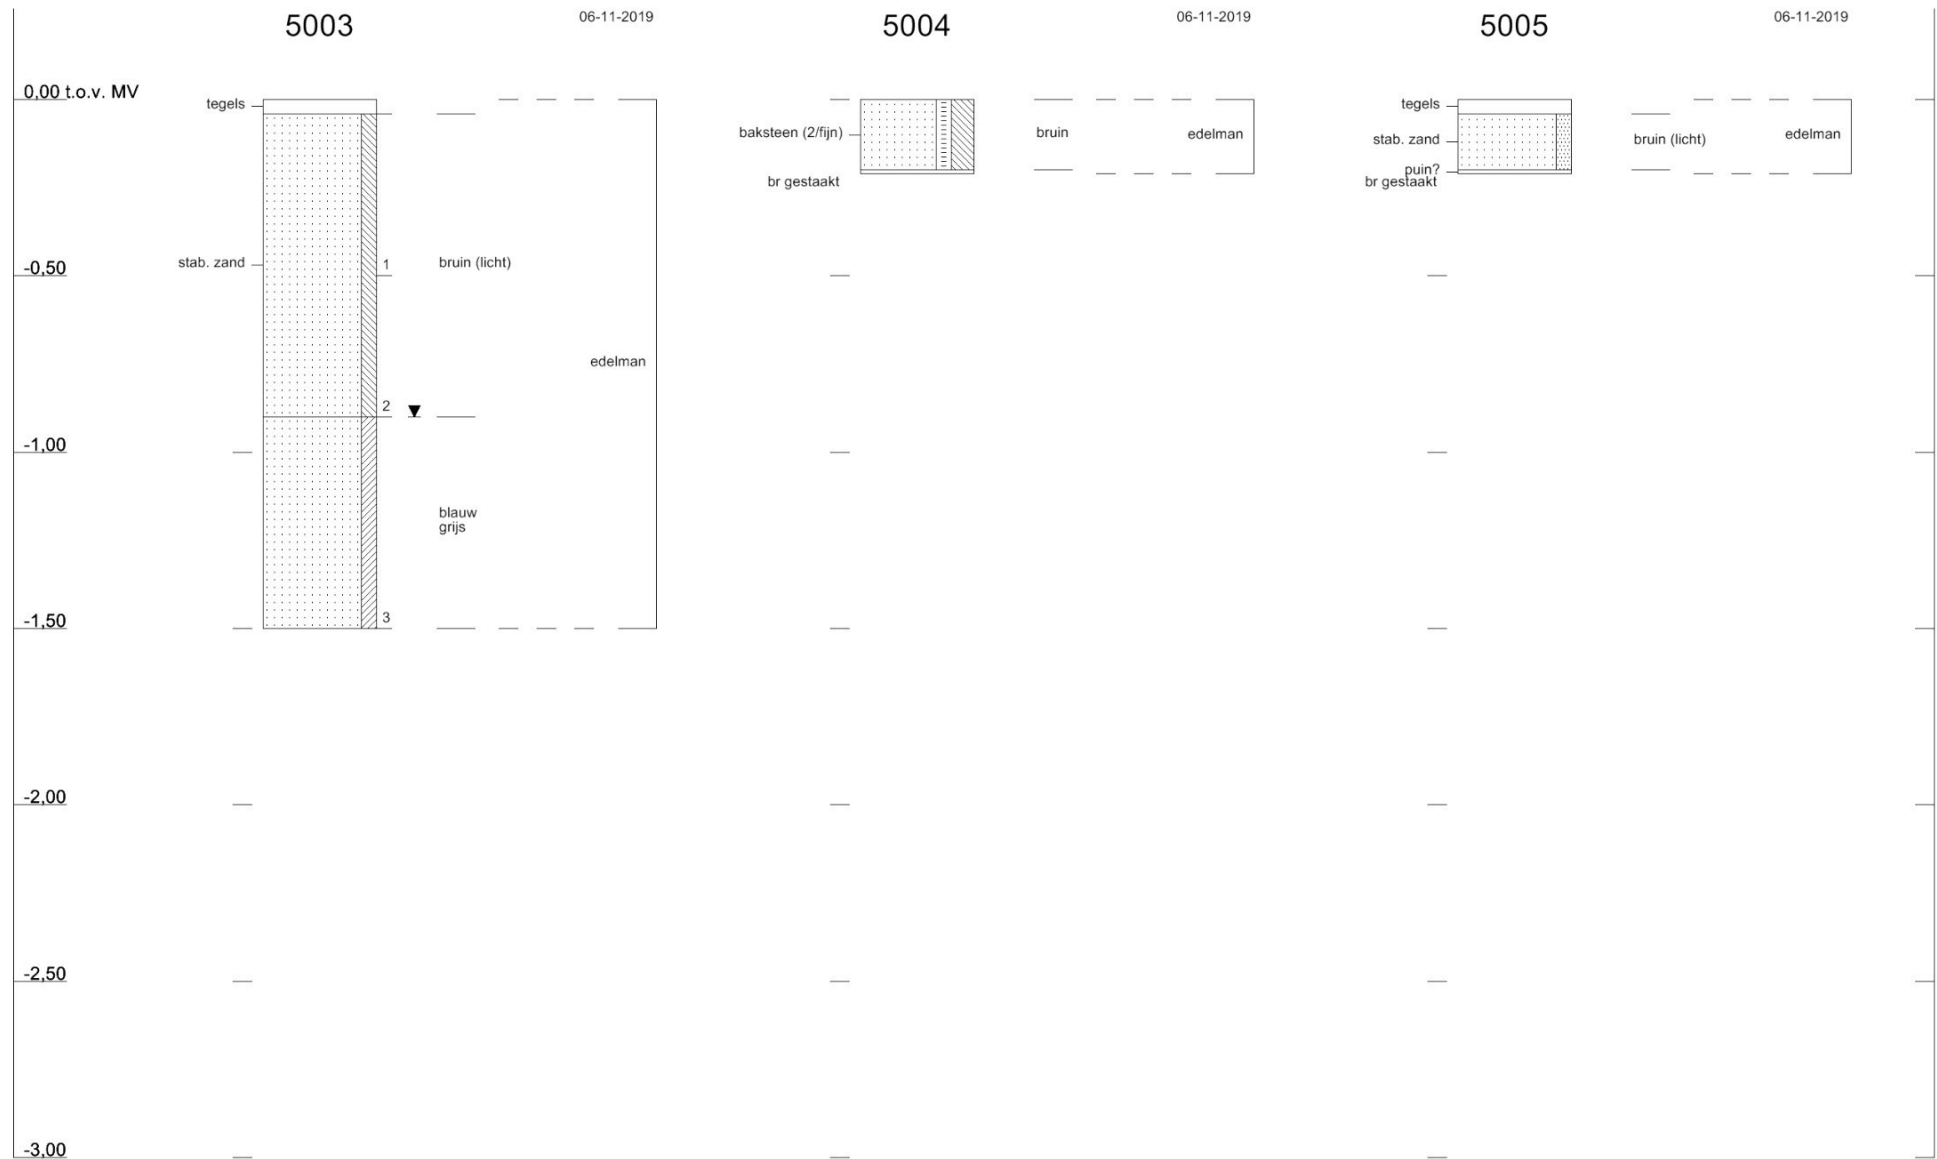 5003
06-11-2019
5004
06-11-2019
5005
06-11-2019
0,00 t.o.v. MV
-0,50
-1,00
-1,50
-2,00
-2,50
-3,00
tegels
stab. zand
1
2
3
bruin (licht)
blauw
grijs
edelman
baksteen (2/fijn)
br gestaakt
bruin
edelman
tegels
stab. zand
puin?
br gestaakt
bruin (licht)
edelman